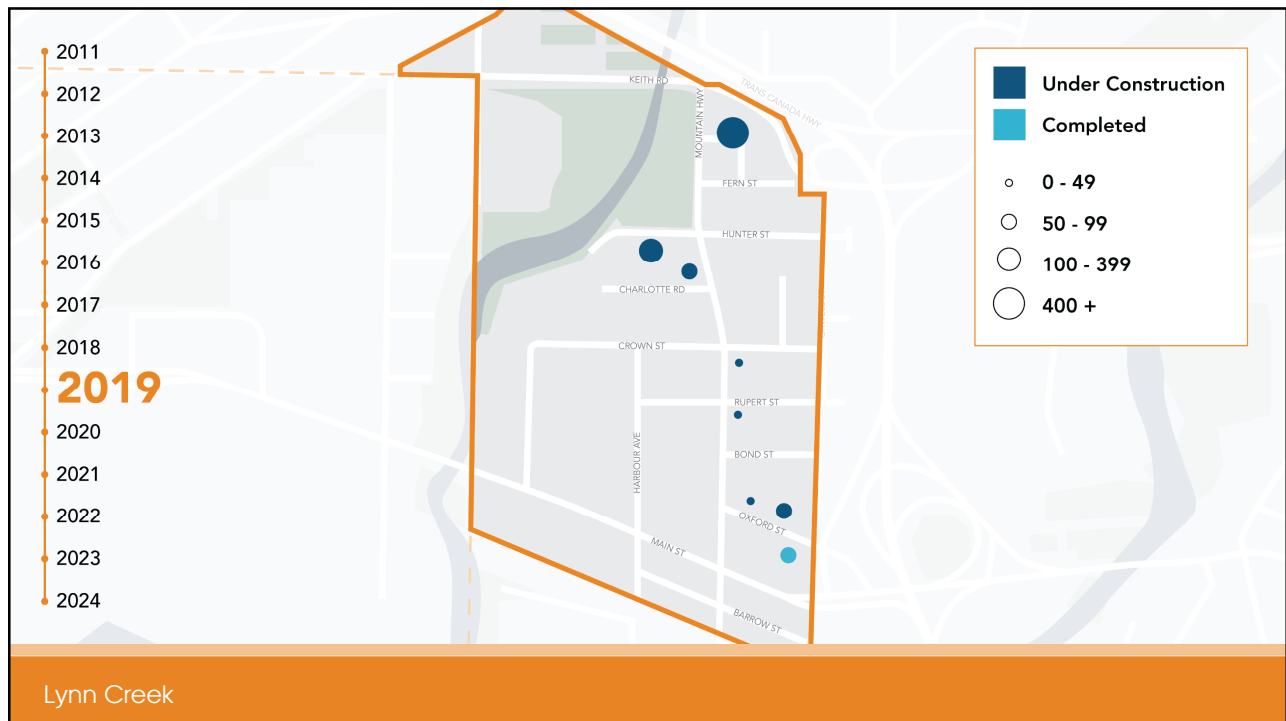 2011
2012
2013
2014
2015
2016
2017
2018
2019
2020
2021
2022
2023
2024
KEITH RD
TRANS CANADA HWY
MOUNTAIN HWY
FERN ST
HUNTER ST
CHARLOTTE RD
CROWN ST
RUPERT ST
HARBOUR AVE
BOND ST
OXFORD ST
MAIN ST
BARROW ST
Under Construction
Completed
0 - 49
50 - 99
100 - 399
400 +
Lynn Creek